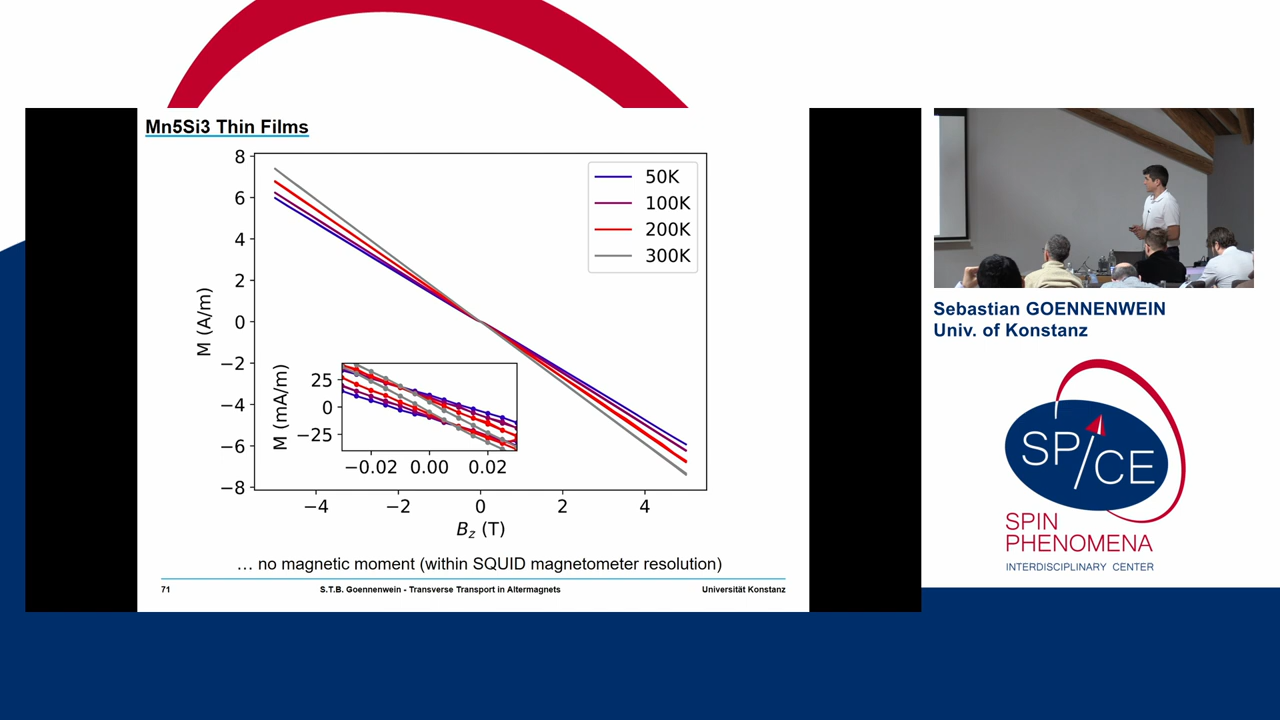 Mn5Si3 Thin Films
8
6
4
2
0
−2
−4
−6
−8
M (A/m)
50K
100K
200K
300K
M (mA/m)
25
0
−25
−0.02 0.00 0.02
−4 −2 0 2 4
Bz (T)
… no magnetic moment (within SQUID magnetometer resolution)
71 S.T.B. Goennenwein - Transverse Transport in Altermagnets Universität Konstanz
Sebastian GOENNENWEIN
Univ. of Konstanz
SP/CE
SPIN
PHENOMENA
INTERDISCIPLINARY CENTER